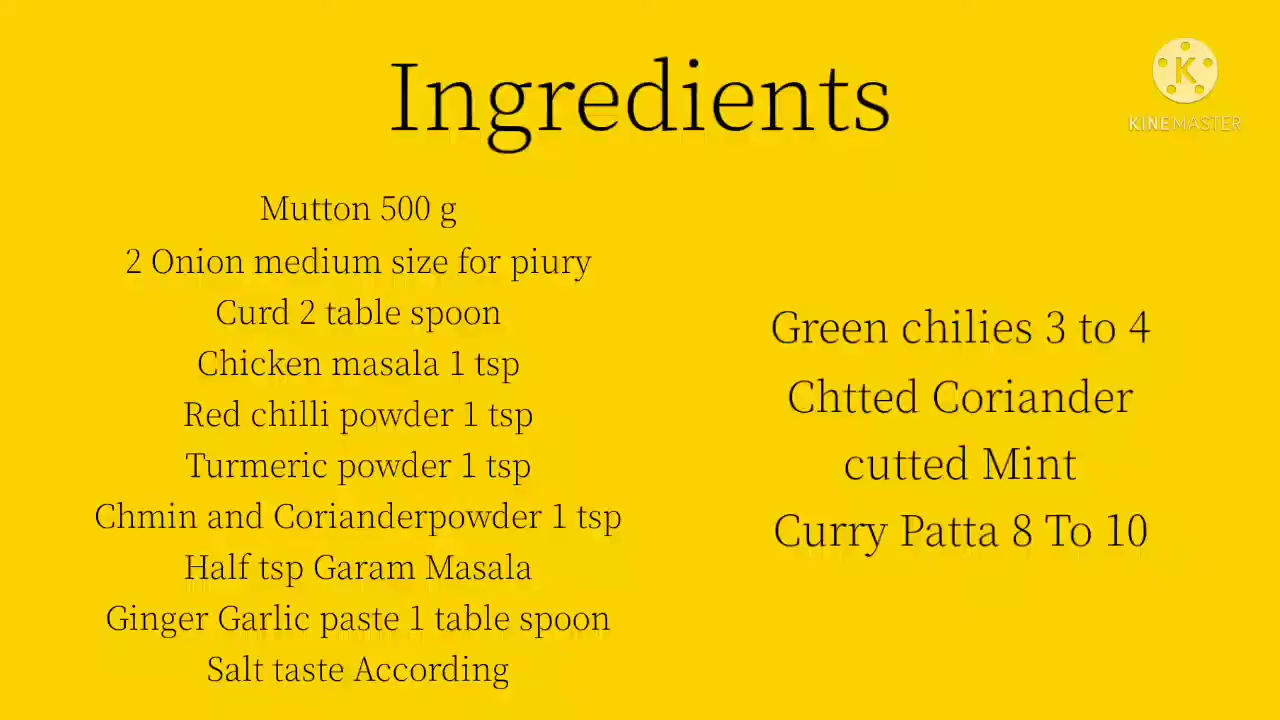 Ingredients
KINEMASTER
Mutton 500 g
2 Onion medium size for piury
Curd 2 table spoon
Chicken masala 1 tsp
Red chilli powder 1 tsp
Turmeric powder 1 tsp
Chmin and Corianderpowder 1 tsp
Half tsp Garam Masala
Ginger Garlic paste 1 table spoon
Salt taste According
Green chilies 3 to 4
Chtted Coriander
cutted Mint
Curry Patta 8 To 10